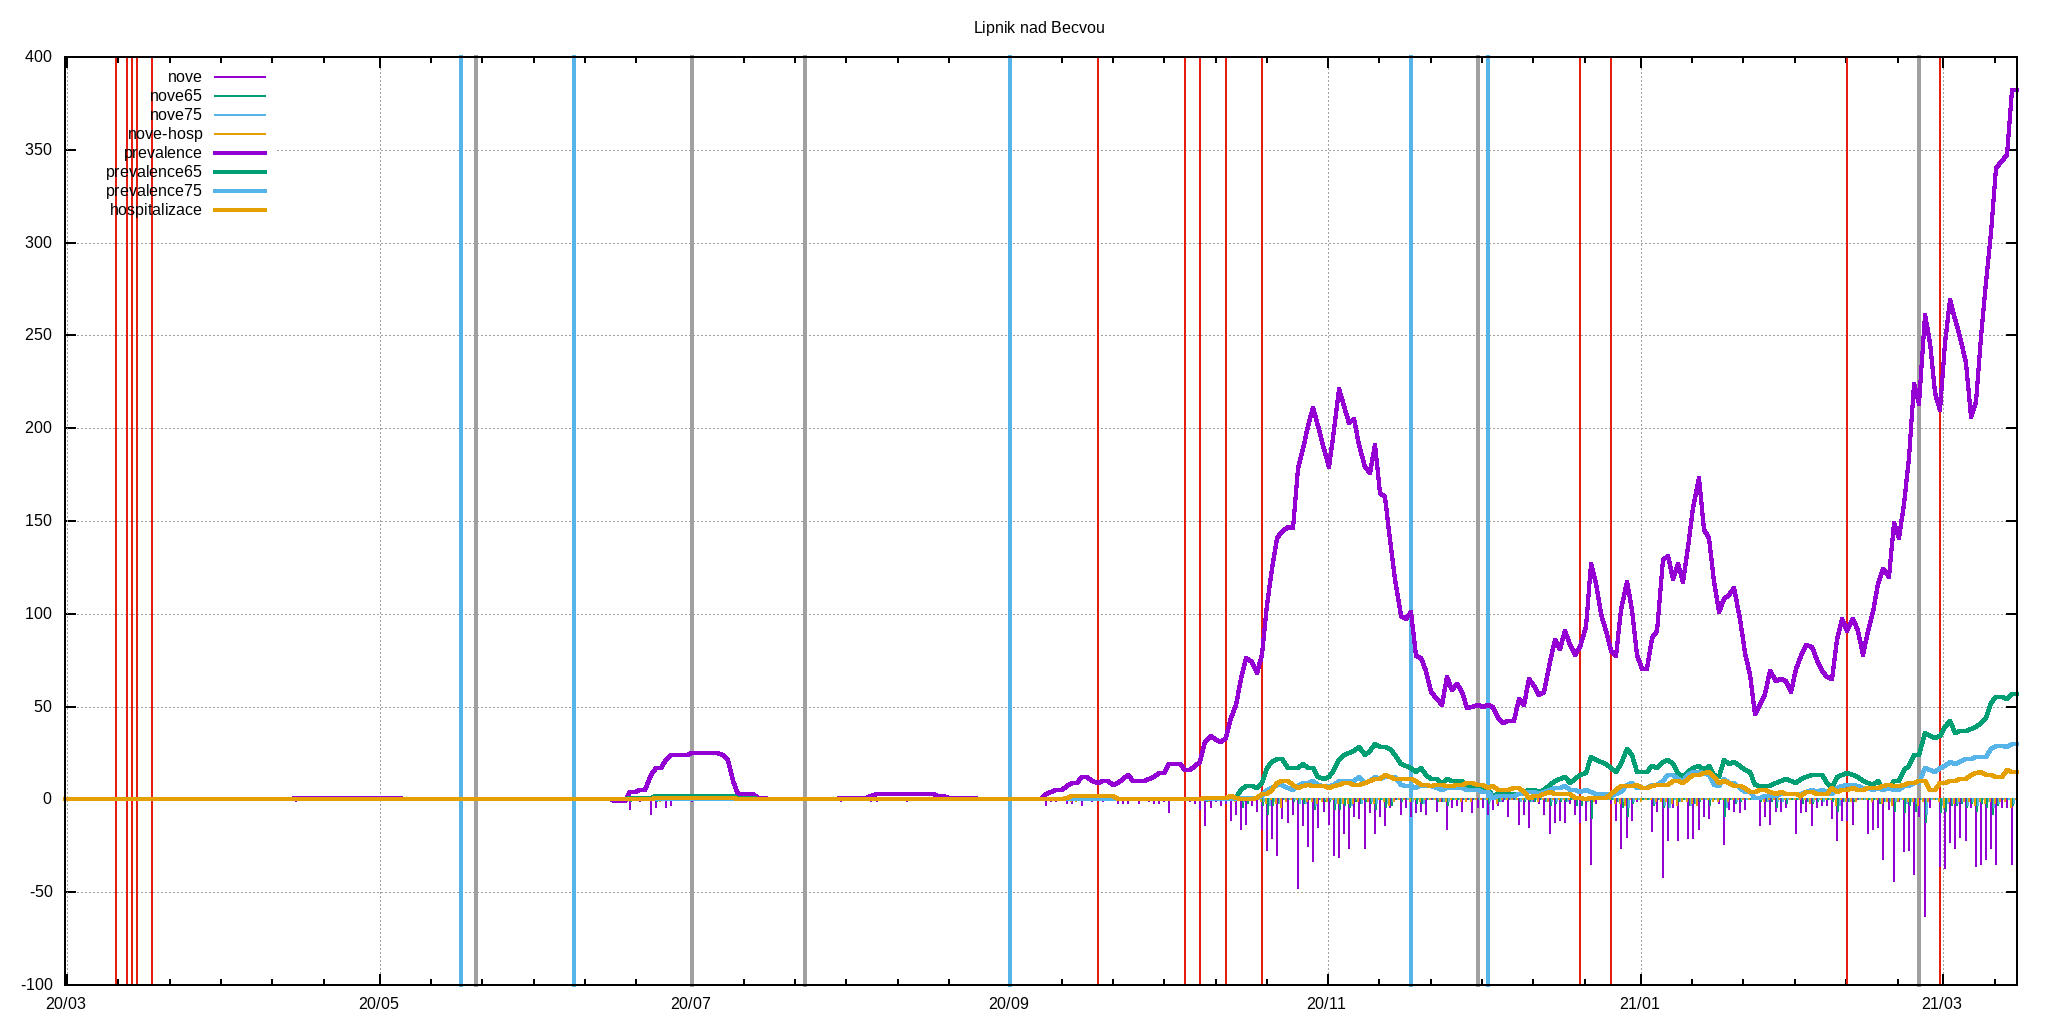 Lipnik nad Becvou
400
350
300
250
200
150
100
50
0
-50
-100
nove
nove65
nove75
nove-hosp
prevalence
prevalence65
prevalence75
hospitalizace
20/03 20/05 20/07 20/09 20/11 21/01 21/03